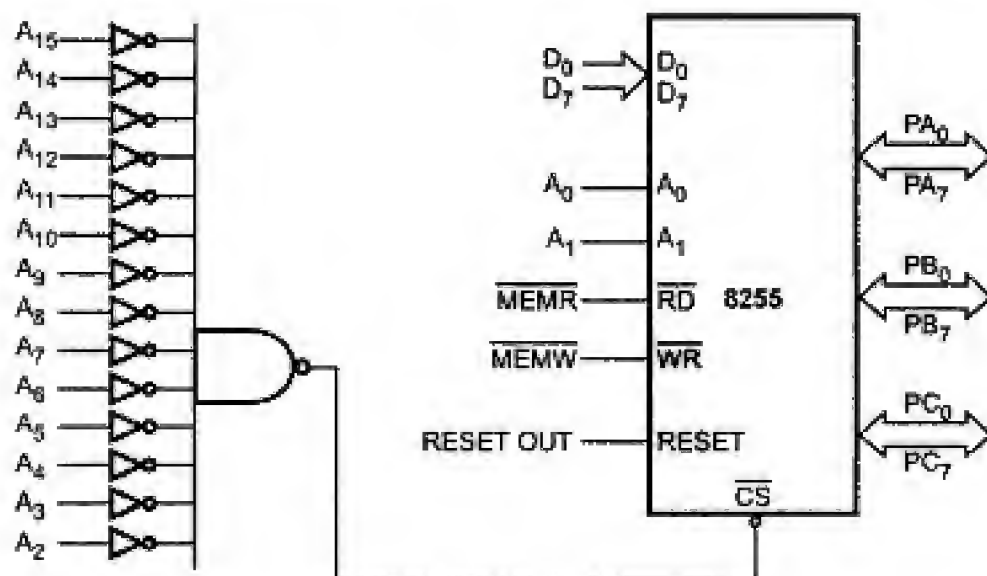 A15
A14
A13
A12
A11
A10
A9
A8
A7
A6
A5
A4
A3
A2
D0 D0
D7 D7
A0 A0
A1 A1
MEMR RD 8255
MEMW WR
RESET OUT RESET
CS
PA0
PA7
PB0
PB7
PC0
PC7